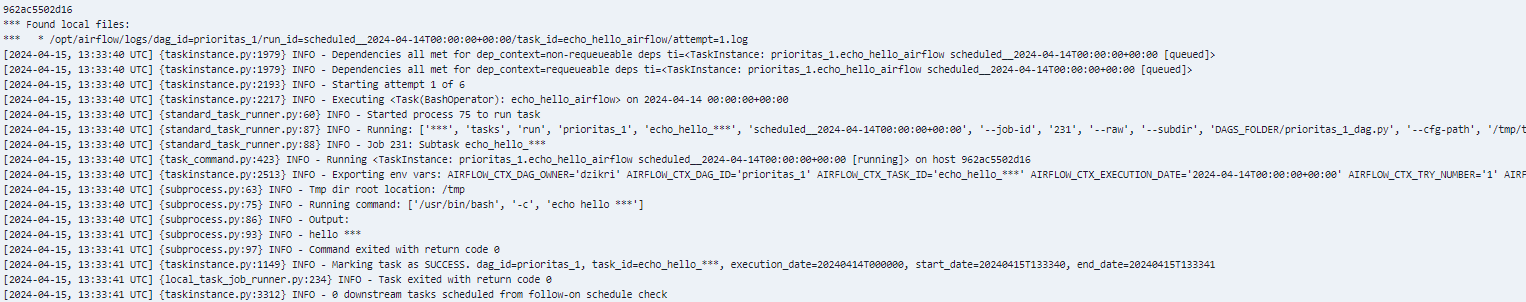 962ac5502d16
*** Found local files:
***   * /opt/airflow/logs/dag_id=prioritas_1/run_id=scheduled__2024-04-14T00:00:00+00:00/task_id=echo_hello_airflow/attempt=1.log
[2024-04-15, 13:33:40 UTC] {taskinstance.py:1979} INFO - Dependencies all met for dep_context=non-requeueable deps ti=<TaskInstance: prioritas_1.echo_hello_airflow scheduled__2024-04-14T00:00:00+00:00 [queued]>
[2024-04-15, 13:33:40 UTC] {taskinstance.py:1979} INFO - Dependencies all met for dep_context=requeueable deps ti=<TaskInstance: prioritas_1.echo_hello_airflow scheduled__2024-04-14T00:00:00+00:00 [queued]>
[2024-04-15, 13:33:40 UTC] {taskinstance.py:2193} INFO - Starting attempt 1 of 6
[2024-04-15, 13:33:40 UTC] {taskinstance.py:2217} INFO - Executing <Task(BashOperator): echo_hello_airflow> on 2024-04-14 00:00:00+00:00
[2024-04-15, 13:33:40 UTC] {standard_task_runner.py:60} INFO - Started process 75 to run task
[2024-04-15, 13:33:40 UTC] {standard_task_runner.py:87} INFO - Running: ['***', 'tasks', 'run', 'prioritas_1', 'echo_hello_***', 'scheduled__2024-04-14T00:00:00+00:00', '--job-id', '231', '--raw', '--subdir', 'DAGS_FOLDER/prioritas_1_dag.py', '--cfg-path', '/tmp/t
[2024-04-15, 13:33:40 UTC] {standard_task_runner.py:88} INFO - Job 231: Subtask echo_hello_***
[2024-04-15, 13:33:40 UTC] {task_command.py:423} INFO - Running <TaskInstance: prioritas_1.echo_hello_airflow scheduled__2024-04-14T00:00:00+00:00 [running]> on host 962ac5502d16
[2024-04-15, 13:33:40 UTC] {taskinstance.py:2513} INFO - Exporting env vars: AIRFLOW_CTX_DAG_OWNER='dzikri' AIRFLOW_CTX_DAG_ID='prioritas_1' AIRFLOW_CTX_TASK_ID='echo_hello_***' AIRFLOW_CTX_EXECUTION_DATE='2024-04-14T00:00:00+00:00' AIRFLOW_CTX_TRY_NUMBER='1' AIRF
[2024-04-15, 13:33:40 UTC] {subprocess.py:63} INFO - Tmp dir root location: /tmp
[2024-04-15, 13:33:40 UTC] {subprocess.py:75} INFO - Running command: ['/usr/bin/bash', '-c', 'echo hello ***']
[2024-04-15, 13:33:40 UTC] {subprocess.py:86} INFO - Output:
[2024-04-15, 13:33:41 UTC] {subprocess.py:93} INFO - hello ***
[2024-04-15, 13:33:41 UTC] {subprocess.py:97} INFO - Command exited with return code 0
[2024-04-15, 13:33:41 UTC] {taskinstance.py:1149} INFO - Marking task as SUCCESS. dag_id=prioritas_1, task_id=echo_hello_***, execution_date=20240414T000000, start_date=20240415T133340, end_date=20240415T133341
[2024-04-15, 13:33:41 UTC] {local_task_job_runner.py:234} INFO - Task exited with return code 0
[2024-04-15, 13:33:41 UTC] {taskinstance.py:3312} INFO - 0 downstream tasks scheduled from follow-on schedule check